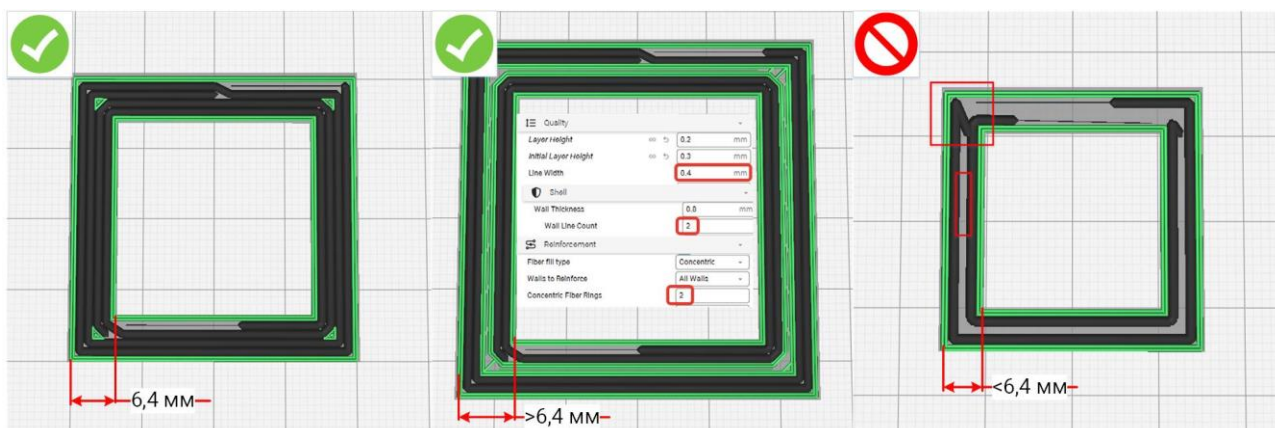 Quality
Layer Height 0.2 mm
Initial Layer Height 0.3 mm
Line Width 0.4 mm
Shell
Wall Thickness 0.0 mm
Wall Line Count 2
Reinforcement
Fiber fill type Concentric
Walls to Reinforce All Walls
Concentric Fiber Rings 2
6,4 мм
>6,4 мм
<6,4 мм